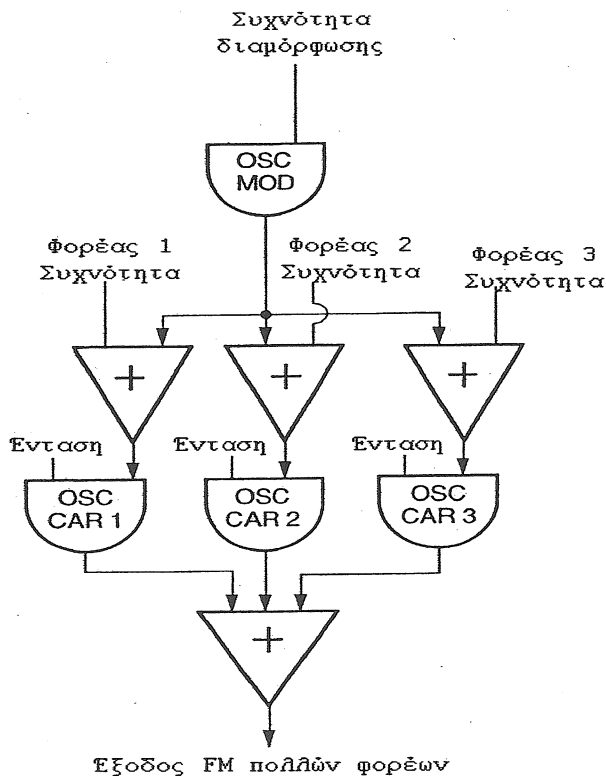 Συχνότητα
διαμόρφωσης
OSC
MOD
Φορέας 1
Συχνότητα
Φορέας 2
Συχνότητα
Φορέας 3
Συχνότητα
+
+
+
Ένταση
Ένταση
Ένταση
OSC
CAR 1
OSC
CAR 2
OSC
CAR 3
+
Έξοδος FM πολλών φορέων